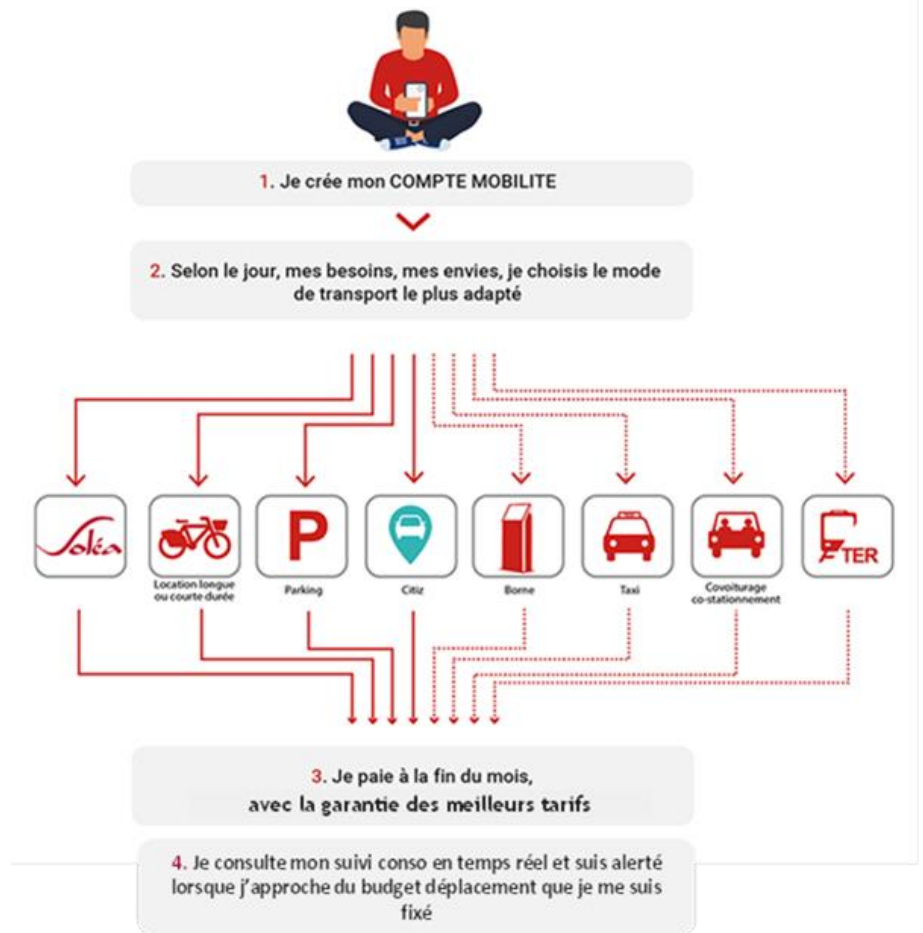 1. Je crée mon COMPTE MOBILITE
2. Selon le jour, mes besoins, mes envies, je choisis le mode
de transport le plus adapté
Soléa
P
TER
Location longue
ou courte durée
Parking
Citiz
Borne
Taxi
Covoiturage
co-stationnement
3. Je paie à la fin du mois,
avec la garantie des meilleurs tarifs
4. Je consulte mon suivi conso en temps réel et suis alerté
lorsque j’approche du budget déplacement que je me suis
fixé